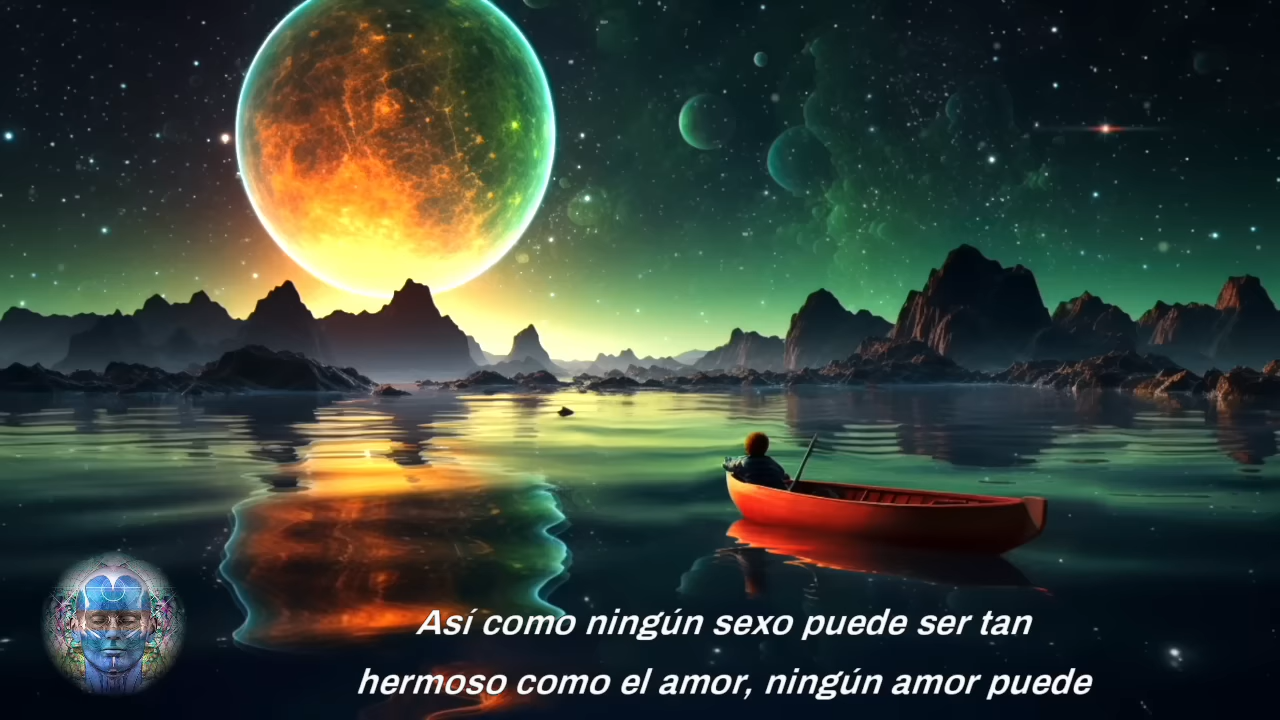 Así como ningún sexo puede ser tan
hermoso como el amor, ningún amor puede